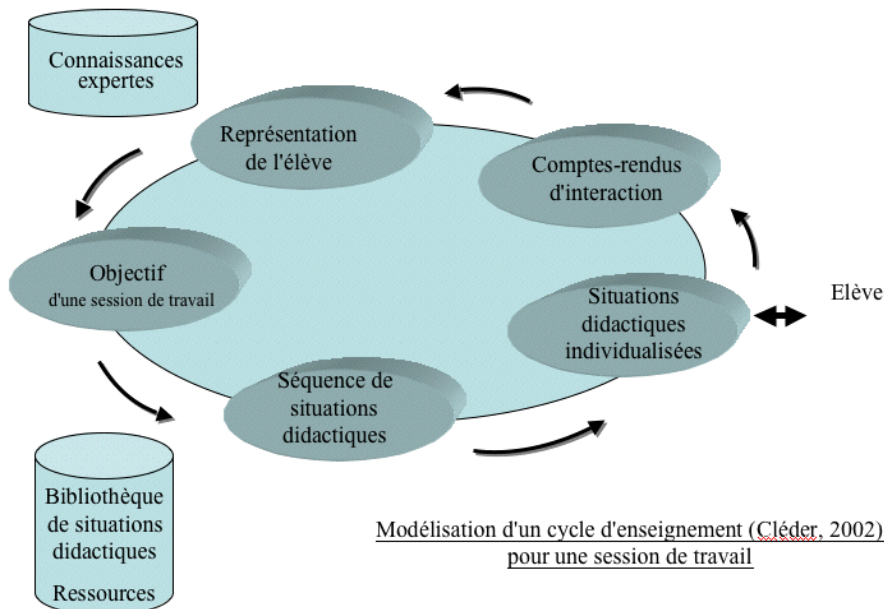 Connaissances
expertes
Représentation
de l'élève
Comptes-rendus
d'interaction
Objectif
d'une session de travail
Situations
didactiques
individualisées
Elève
Séquence de
situations
didactiques
Bibliothèque
de situations
didactiques
Ressources
Modélisation d'un cycle d'enseignement (Cléder, 2002)
pour une session de travail